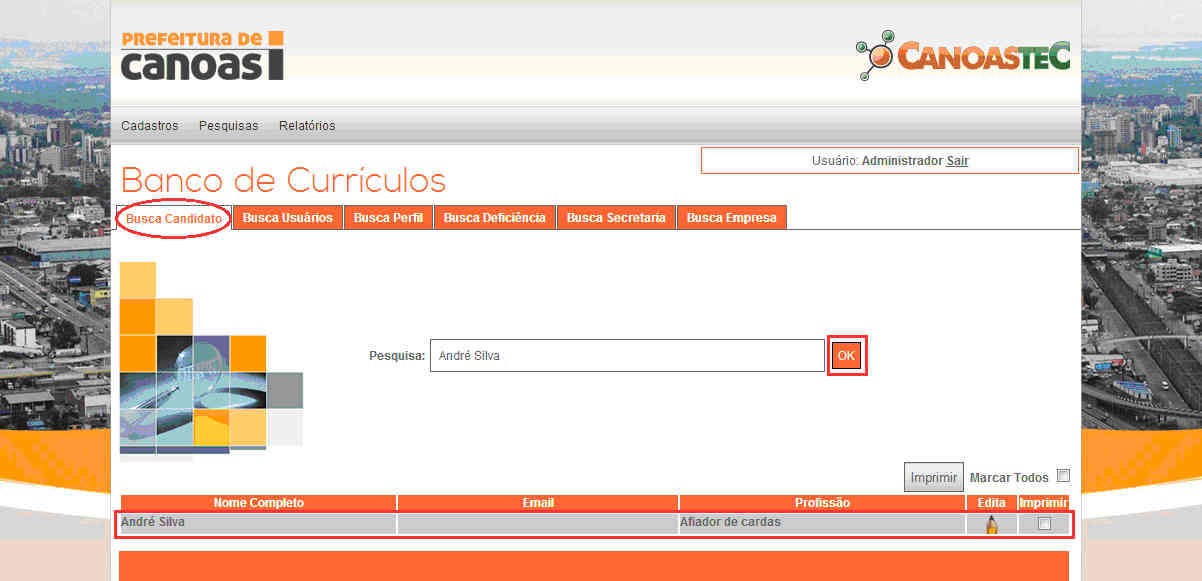 PREFEITURA DE
canoas
CANOASTEC
Cadastros Pesquisas Relatórios
Usuário: Administrador Sair
Banco de Currículos
Busca Candidato Busca Usuários Busca Perfil Busca Deficiência Busca Secretaria Busca Empresa
Pesquisa: André Silva OK
Imprimir Marcar Todos
Nome Completo Email Profissão Edita Imprimir
André Silva Afiador de cardas